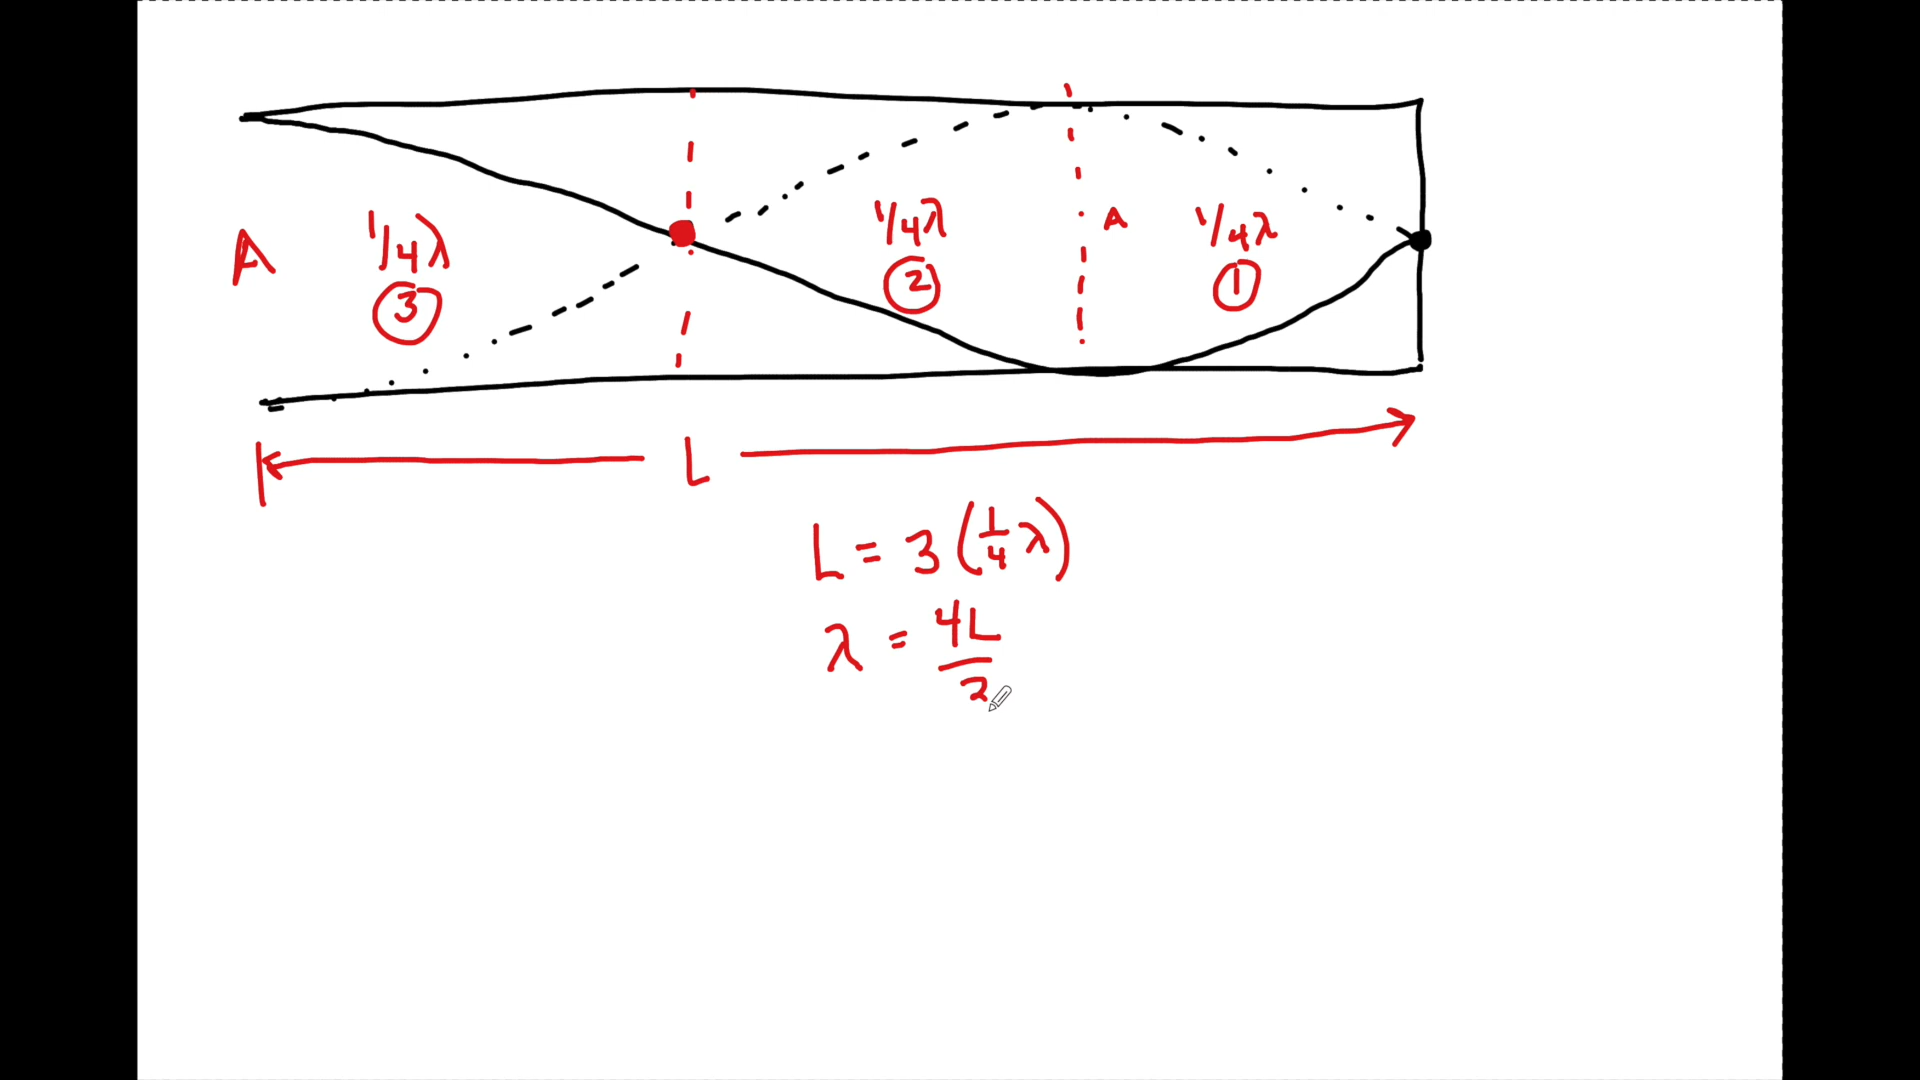 1/4λ A 1/4λ
A 1/4λ
③ ② ①
L
L = 3 (1/4 λ)
λ = 4L/3